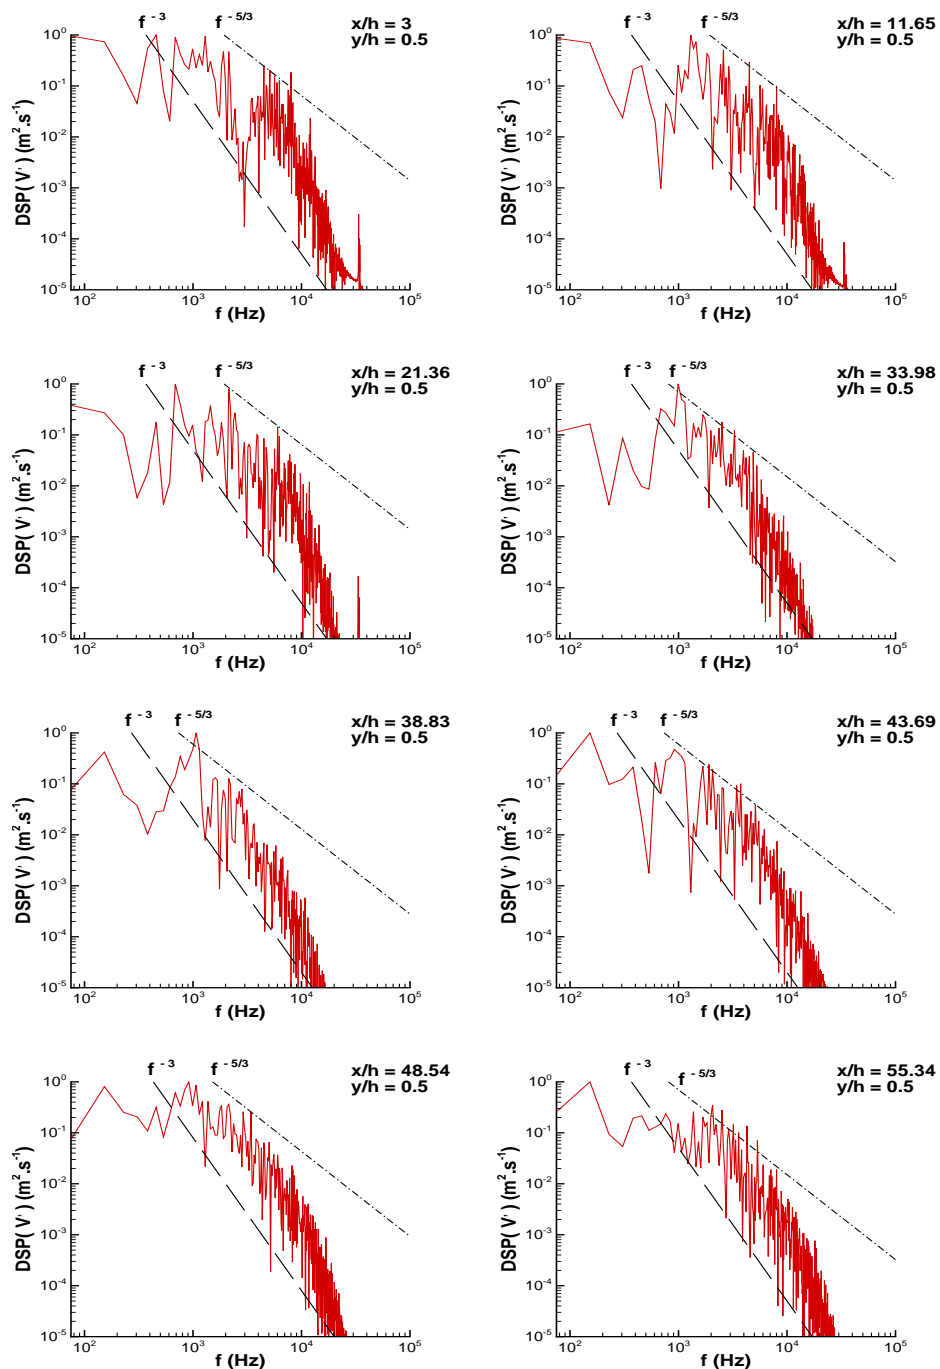 f ⁻ ³ f ⁻ ⁵/³ x/h = 3
y/h = 0.5
10⁰
10⁻¹
10⁻²
10⁻³
10⁻⁴
10⁻⁵
DSP( V' ) (m².s⁻¹)
10² 10³ 10⁴ 10⁵
f (Hz)
f ⁻ ³ f ⁻ ⁵/³ x/h = 11.65
y/h = 0.5
10⁰
10⁻¹
10⁻²
10⁻³
10⁻⁴
10⁻⁵
DSP( V' ) (m².s⁻¹)
10² 10³ 10⁴ 10⁵
f (Hz)
f ⁻ ³ f ⁻ ⁵/³ x/h = 21.36
y/h = 0.5
10⁰
10⁻¹
10⁻²
10⁻³
10⁻⁴
10⁻⁵
DSP( V' ) (m².s⁻¹)
10² 10³ 10⁴ 10⁵
f (Hz)
f ⁻ ³ f ⁻ ⁵/³ x/h = 33.98
y/h = 0.5
10⁰
10⁻¹
10⁻²
10⁻³
10⁻⁴
10⁻⁵
DSP( V' ) (m².s⁻¹)
10² 10³ 10⁴ 10⁵
f (Hz)
f ⁻ ³ f ⁻ ⁵/³ x/h = 38.83
y/h = 0.5
10⁰
10⁻¹
10⁻²
10⁻³
10⁻⁴
10⁻⁵
DSP( V' ) (m².s⁻¹)
10² 10³ 10⁴ 10⁵
f (Hz)
f ⁻ ³ f ⁻ ⁵/³ x/h = 43.69
y/h = 0.5
10⁰
10⁻¹
10⁻²
10⁻³
10⁻⁴
10⁻⁵
DSP( V' ) (m².s⁻¹)
10² 10³ 10⁴ 10⁵
f (Hz)
f ⁻ ³ f ⁻ ⁵/³ x/h = 48.54
y/h = 0.5
10⁰
10⁻¹
10⁻²
10⁻³
10⁻⁴
10⁻⁵
DSP( V' ) (m².s⁻¹)
10² 10³ 10⁴ 10⁵
f (Hz)
f ⁻ ³ f ⁻ ⁵/³ x/h = 55.34
y/h = 0.5
10⁰
10⁻¹
10⁻²
10⁻³
10⁻⁴
10⁻⁵
DSP( V' ) (m².s⁻¹)
10² 10³ 10⁴ 10⁵
f (Hz)